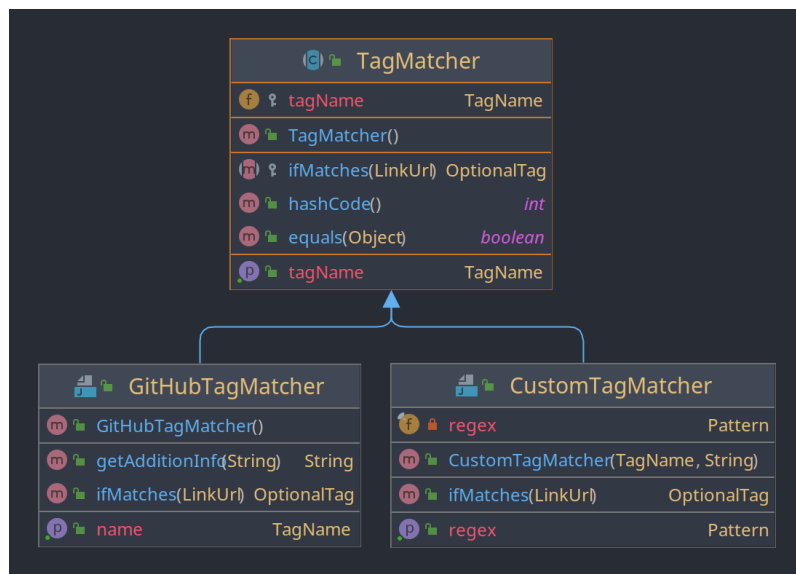 TagMatcher
tagName TagName
TagMatcher()
ifMatches(LinkUrl) OptionalTag
hashCode() int
equals(Object) boolean
tagName TagName
GitHubTagMatcher
GitHubTagMatcher()
getAdditionInfo(String) String
ifMatches(LinkUrl) OptionalTag
name TagName
CustomTagMatcher
regex Pattern
CustomTagMatcher(TagName, String)
ifMatches(LinkUrl) OptionalTag
regex Pattern